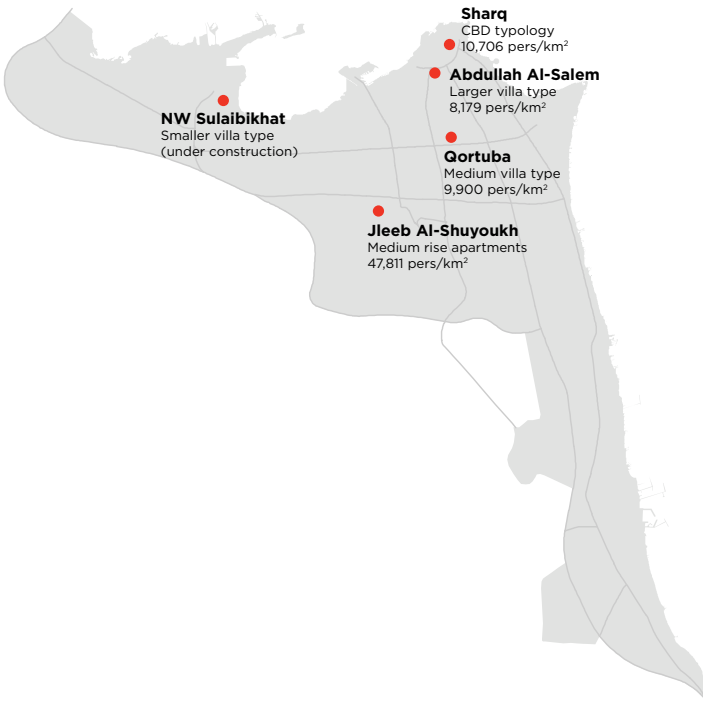 Sharq
CBD typology
10,706 pers/km²
Abdullah Al-Salem
Larger villa type
8,179 pers/km²
NW Sulaibikhat
Smaller villa type
(under construction)
Qortuba
Medium villa type
9,900 pers/km²
Jleeb Al-Shuyoukh
Medium rise apartments
47,811 pers/km²